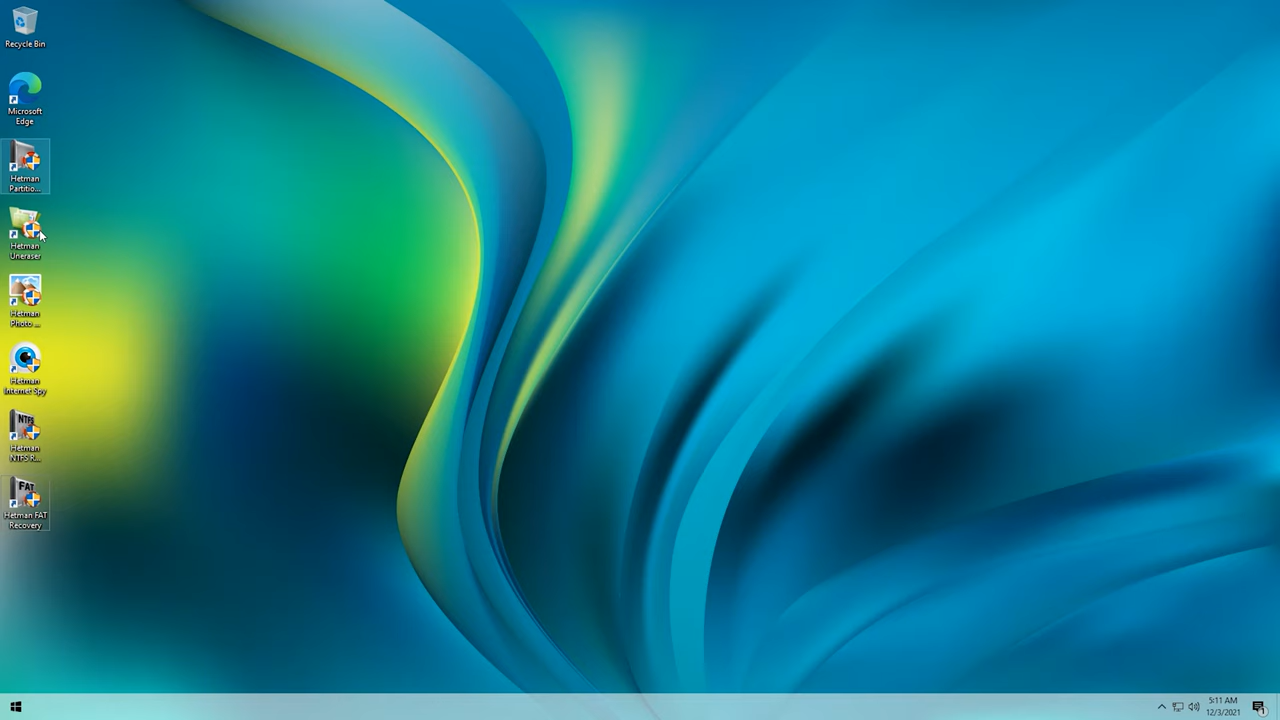 Recycle Bin
Microsoft
Edge
Hetman
Partitio...
Hetman
Uneraser
Hetman
Photo ...
Hetman
Internet Spy
NTFS
Hetman
NTFS R...
FAT
Hetman FAT
Recovery
5:11 AM
12/3/2021
1